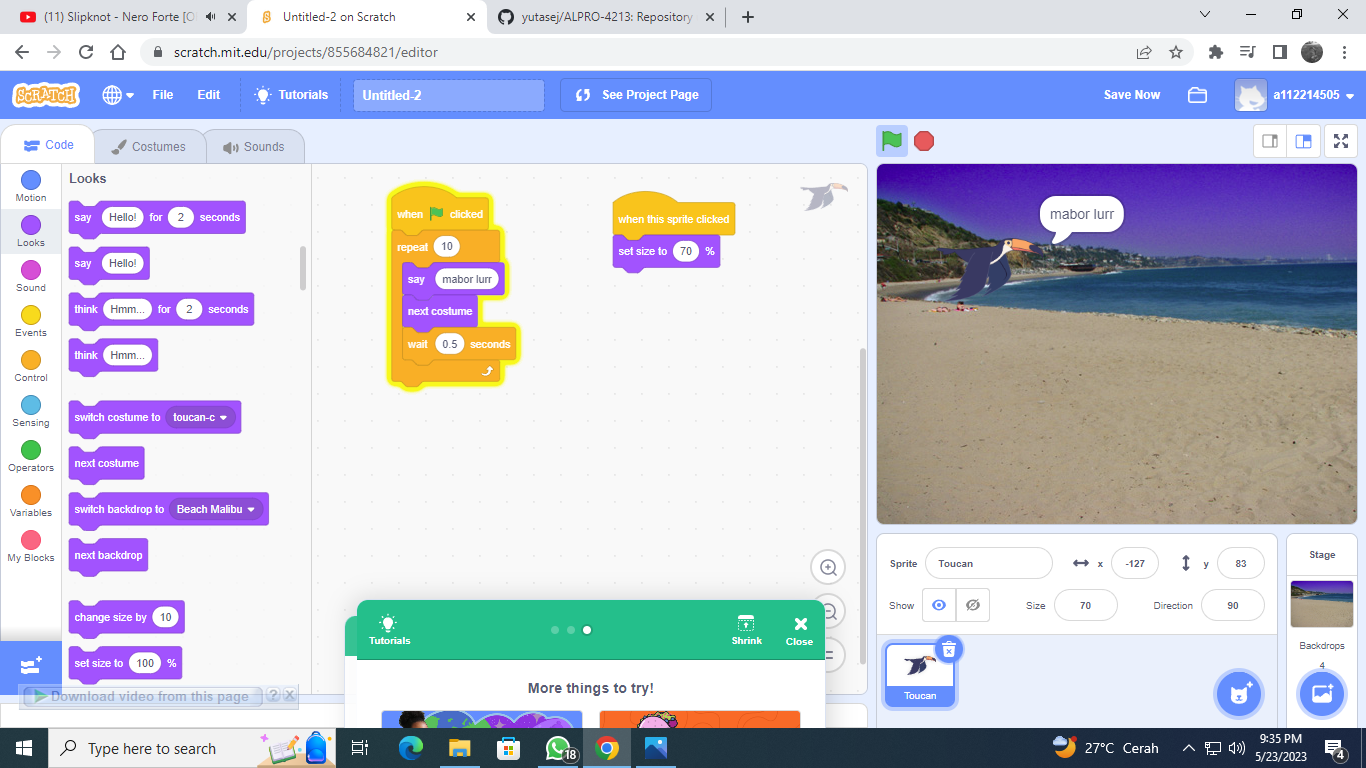 (11) Slipknot - Nero Forte [O
Untitled-2 on Scratch
yutasej/ALPRO-4213: Repository
scratch.mit.edu/projects/855684821/editor
SCRATCH
File
Edit
Tutorials
Untitled-2
See Project Page
Save Now
a112214505
Code
Costumes
Sounds
Motion
Looks
Sound
Events
Control
Sensing
Operators
Variables
My Blocks
Looks
say Hello! for 2 seconds
say Hello!
think Hmm... for 2 seconds
think Hmm...
switch costume to toucan-c
next costume
switch backdrop to Beach Malibu
next backdrop
change size by 10
set size to 100 %
when clicked
repeat 10
say mabor lurr
next costume
wait 0.5 seconds
when this sprite clicked
set size to 70 %
mabor lurr
Sprite Toucan x -127 y 83
Show Size 70 Direction 90
Toucan
Stage
Backdrops
4
Tutorials
Shrink
Close
More things to try!
Download video from this page ? X
Type here to search
18
27°C Cerah
9:35 PM
5/23/2023
4